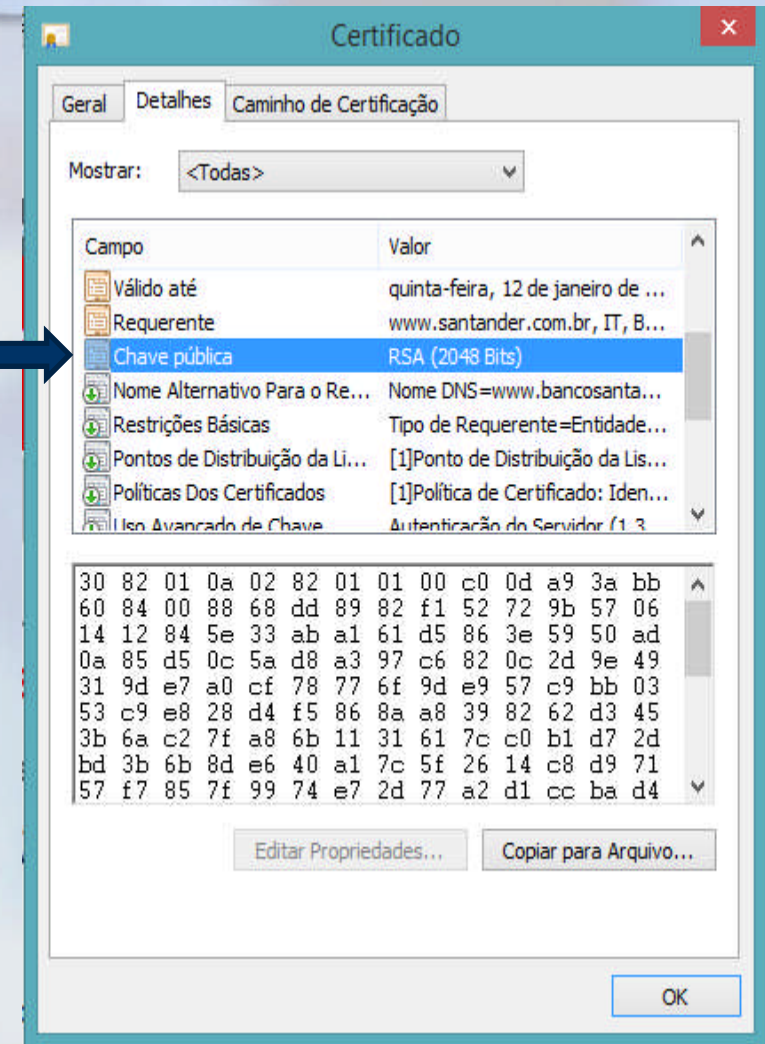 Certificado
Geral Detalhes Caminho de Certificação
Mostrar: <Todas>
Campo Valor
Válido até quinta-feira, 12 de janeiro de ...
Requerente www.santander.com.br, IT, B...
Chave pública RSA (2048 Bits)
Nome Alternativo Para o Re... Nome DNS=www.bancosanta...
Restrições Básicas Tipo de Requerente=Entidade...
Pontos de Distribuição da Li... [1]Ponto de Distribuição da Lis...
Políticas Dos Certificados [1]Política de Certificado: Iden...
Uso Avançado de Chave Autenticação do Servidor (1.3
30 82 01 0a 02 82 01 01 00 c0 0d a9 3a bb
60 84 00 88 68 dd 89 82 f1 52 72 9b 57 06
14 12 84 5e 33 ab a1 61 d5 86 3e 59 50 ad
0a 85 d5 0c 5a d8 a3 97 c6 82 0c 2d 9e 49
31 9d e7 a0 cf 78 77 6f 9d e9 57 c9 bb 03
53 c9 e8 28 d4 f5 86 8a a8 39 82 62 d3 45
3b 6a c2 7f a8 6b 11 31 61 7c c0 b1 d7 2d
bd 3b 6b 8d e6 40 a1 7c 5f 26 14 c8 d9 71
57 f7 85 7f 99 74 e7 2d 77 a2 d1 cc ba d4
Editar Propriedades... Copiar para Arquivo...
OK